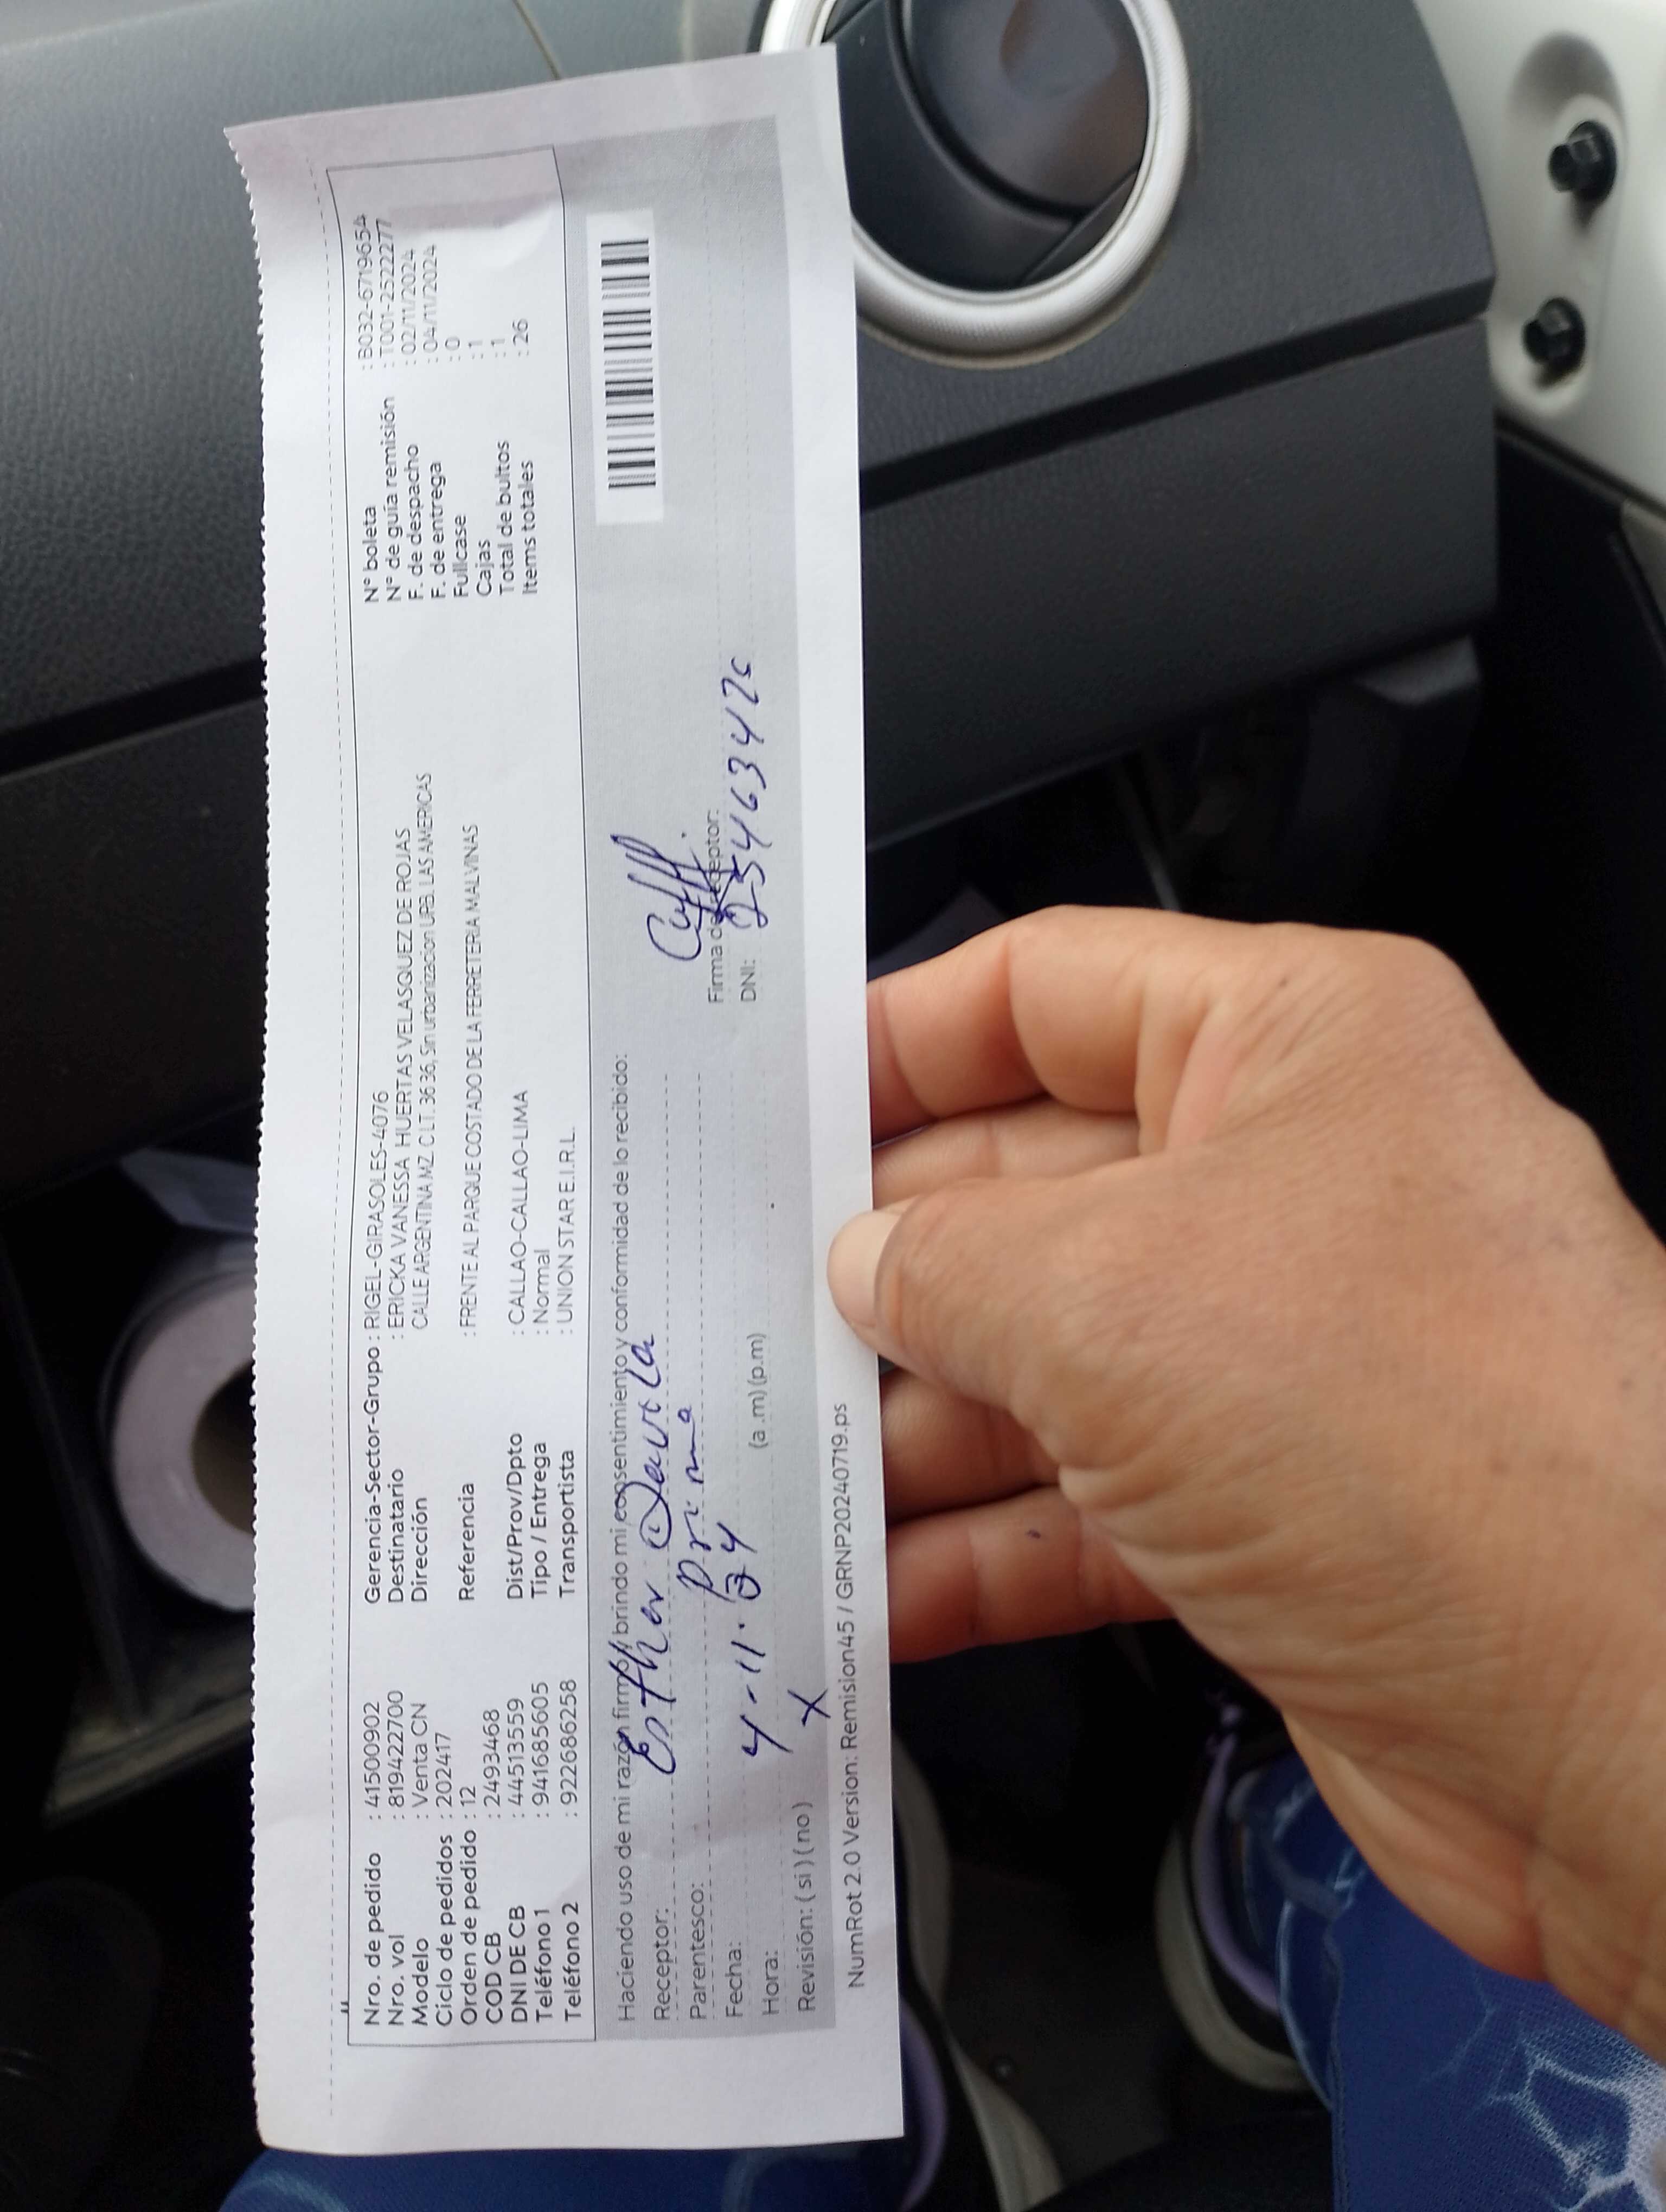 Nro. de pedido : 41500902
Nro. vol : 819422700
Modelo : Venta CN
Ciclo de pedidos : 202417
Orden de pedido : 12
COD CB : 2493468
DNI DE CB : 44513559
Teléfono 1 : 941685605
Teléfono 2 : 922686258
Gerencia-Sector-Grupo : RIGEL-GIRASOLES-4076
Destinatario : ERICKA VANESSA HUERTAS VELASQUEZ DE ROJAS
Dirección CALLE ARGENTINA MZ. C LT. 36 36, Sin urbanizacion URB. LAS AMERICAS
Referencia : FRENTE AL PARQUE COSTADO DE LA FERRETERIA MALVINAS
Dist/Prov/Dpto : CALLAO-CALLAO-LIMA
Tipo / Entrega : Normal
Transportista : UNION STAR E.I.R.L.
N° boleta : B032-6719654
N° de guía remisión : T001-2522277
F. de despacho : 02/11/2024
F. de entrega : 04/11/2024
Fullcase : 0
Cajas : 1
Total de bultos : 1
Items totales : 26
Haciendo uso de mi razón firmo y brindo mi consentimiento y conformidad de lo recibido:
Receptor: Esther Davila
Parentesco: Prima
Fecha: 4-11-24
Hora: (a.m) (p.m)
Revisión: ( si ) ( no ) X
Firma de receptor:
DNI: 25463426
NumRot 2.0 Version: Remision45 / GRNP20240719.ps